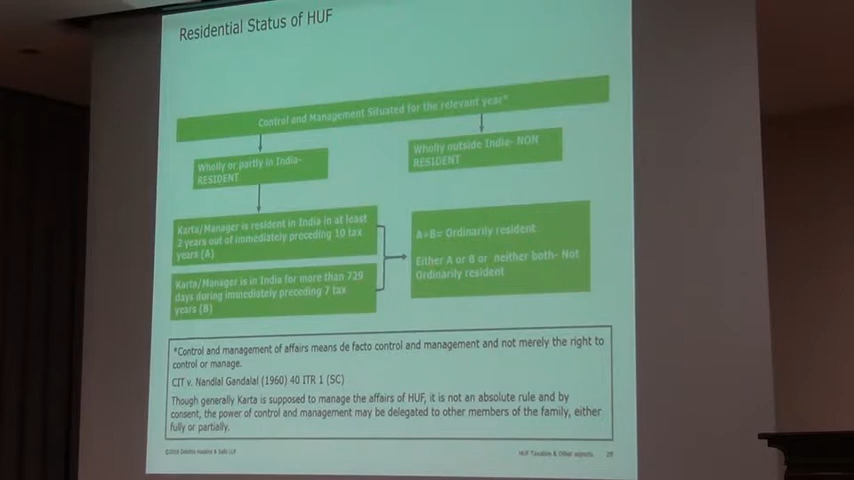 Residential Status of HUF
Control and Management Situated for the relevant year*
Wholly or partly in India-
RESIDENT
Wholly outside India- NON
RESIDENT
Karta/Manager is resident in India in at least
2 years out of immediately preceding 10 tax
years (A)
Karta/Manager is in India for more than 729
days during immediately preceding 7 tax
years (B)
A+B= Ordinarily resident
Either A or B or neither both- Not
Ordinarily resident
*Control and management of affairs means de facto control and management and not merely the right to
control or manage.
CIT v. Nandlal Gandalal (1960) 40 ITR 1 (SC)
Though generally Karta is supposed to manage the affairs of HUF, it is not an absolute rule and by
consent, the power of control and management may be delegated to other members of the family, either
fully or partially.
Deloitte Haskins & Sells LLP
HUF Taxation & Other aspects